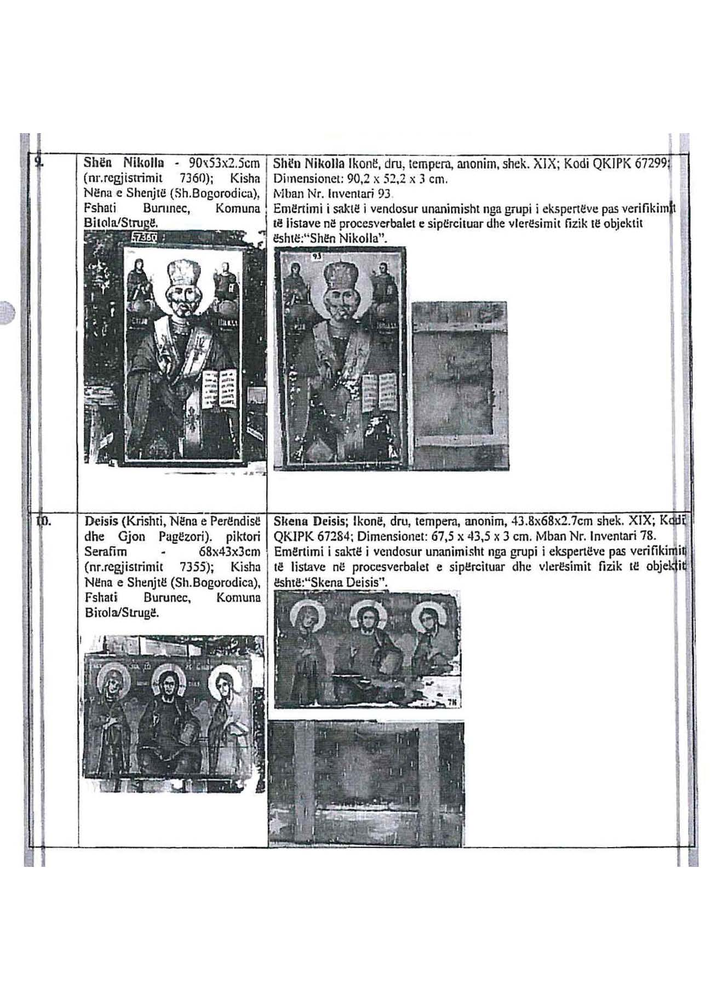 9.
Shën Nikolla - 90x53x2.5cm
(nr.regjistrimit 7360); Kisha
Nëna e Shenjtë (Sh.Bogorodica),
Fshati Burunec, Komuna
Bitola/Strugë.
7360
Shën Nikolla Ikonë, dru, tempera, anonim, shek. XIX; Kodi QKIPK 67299;
Dimensionet: 90,2 x 52,2 x 3 cm.
Mban Nr. Inventari 93.
Emërtimi i saktë i vendosur unanimisht nga grupi i ekspertëve pas verifikimit
të listave në procesverbalet e sipërcituar dhe vlerësimit fizik të objektit
është:“Shën Nikolla”.
93
10.
Deisis (Krishti, Nëna e Perëndisë
dhe Gjon Pagëzori). piktori
Serafim - 68x43x3cm
(nr.regjistrimit 7355); Kisha
Nëna e Shenjtë (Sh.Bogorodica),
Fshati Burunec, Komuna
Bitola/Strugë.
Skena Deisis; Ikonë, dru, tempera, anonim, 43.8x68x2.7cm shek. XIX; Kodi
QKIPK 67284; Dimensionet: 67,5 x 43,5 x 3 cm. Mban Nr. Inventari 78.
Emërtimi i saktë i vendosur unanimisht nga grupi i ekspertëve pas verifikimit
të listave në procesverbalet e sipërcituar dhe vlerësimit fizik të objektit
është:“Skena Deisis”.
78